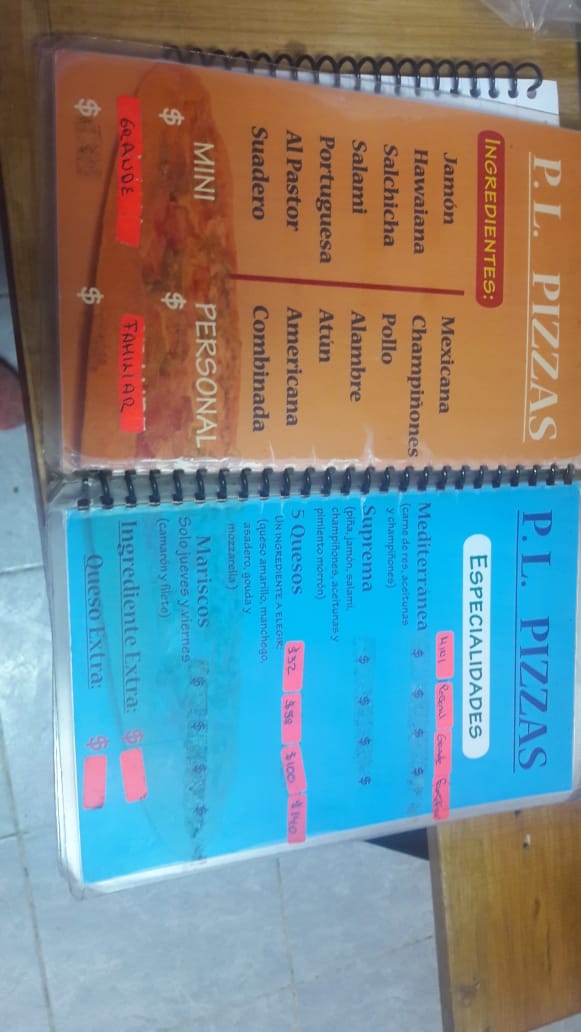 P. L. PIZZAS
INGREDIENTES:
Jamón
Hawaiana
Salchicha
Salami
Portuguesa
Al Pastor
Suadero
Mexicana
Champiñones
Pollo
Alambre
Atún
Americana
Combinada
MINI PERSONAL
$ $
GRANDE FAMILIAR
$ $
P. L. PIZZAS
ESPECIALIDADES
Mini Personal Grande Familiar
Mediterránea $ $ $ $
(carne de res, aceitunas
y champiñones)
Suprema $ $ $ $
(piña, jamón, salami,
champiñones, aceitunas y
pimiento morrón)
5 Quesos $32 $58 $100 $140
UN INGREDIENTE A ELEGIR
(queso amarillo, manchego,
asadero, gouda y
mozzarella)
Mariscos $ $ $ $
Solo jueves y viernes
(camarón y filete)
Ingrediente Extra: $
Queso Extra: $